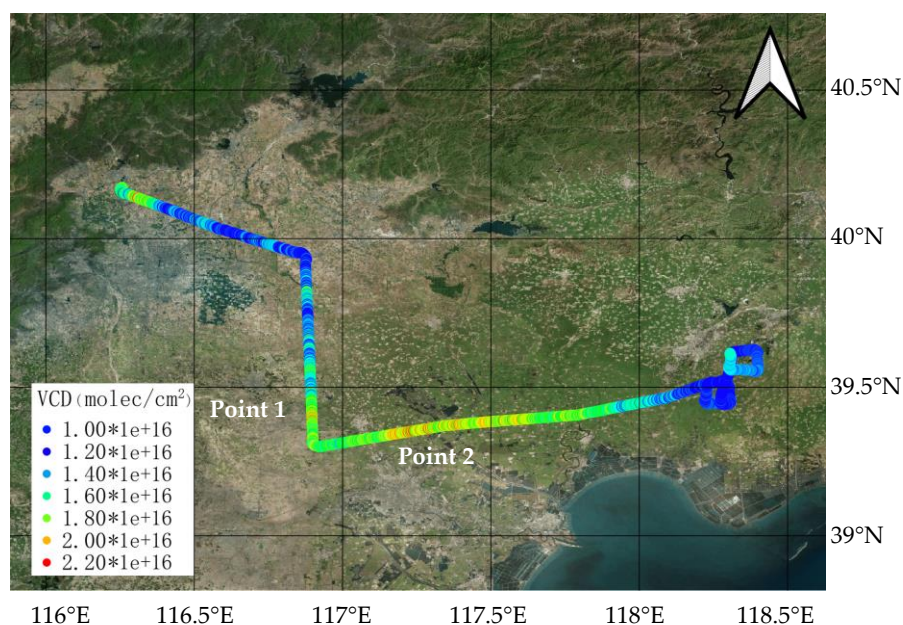 40.5°N
40°N
39.5°N
39°N
Point 1
Point 2
VCD(molec/cm²)
1.00*1e+16
1.20*1e+16
1.40*1e+16
1.60*1e+16
1.80*1e+16
2.00*1e+16
2.20*1e+16
116°E 116.5°E 117°E 117.5°E 118°E 118.5°E